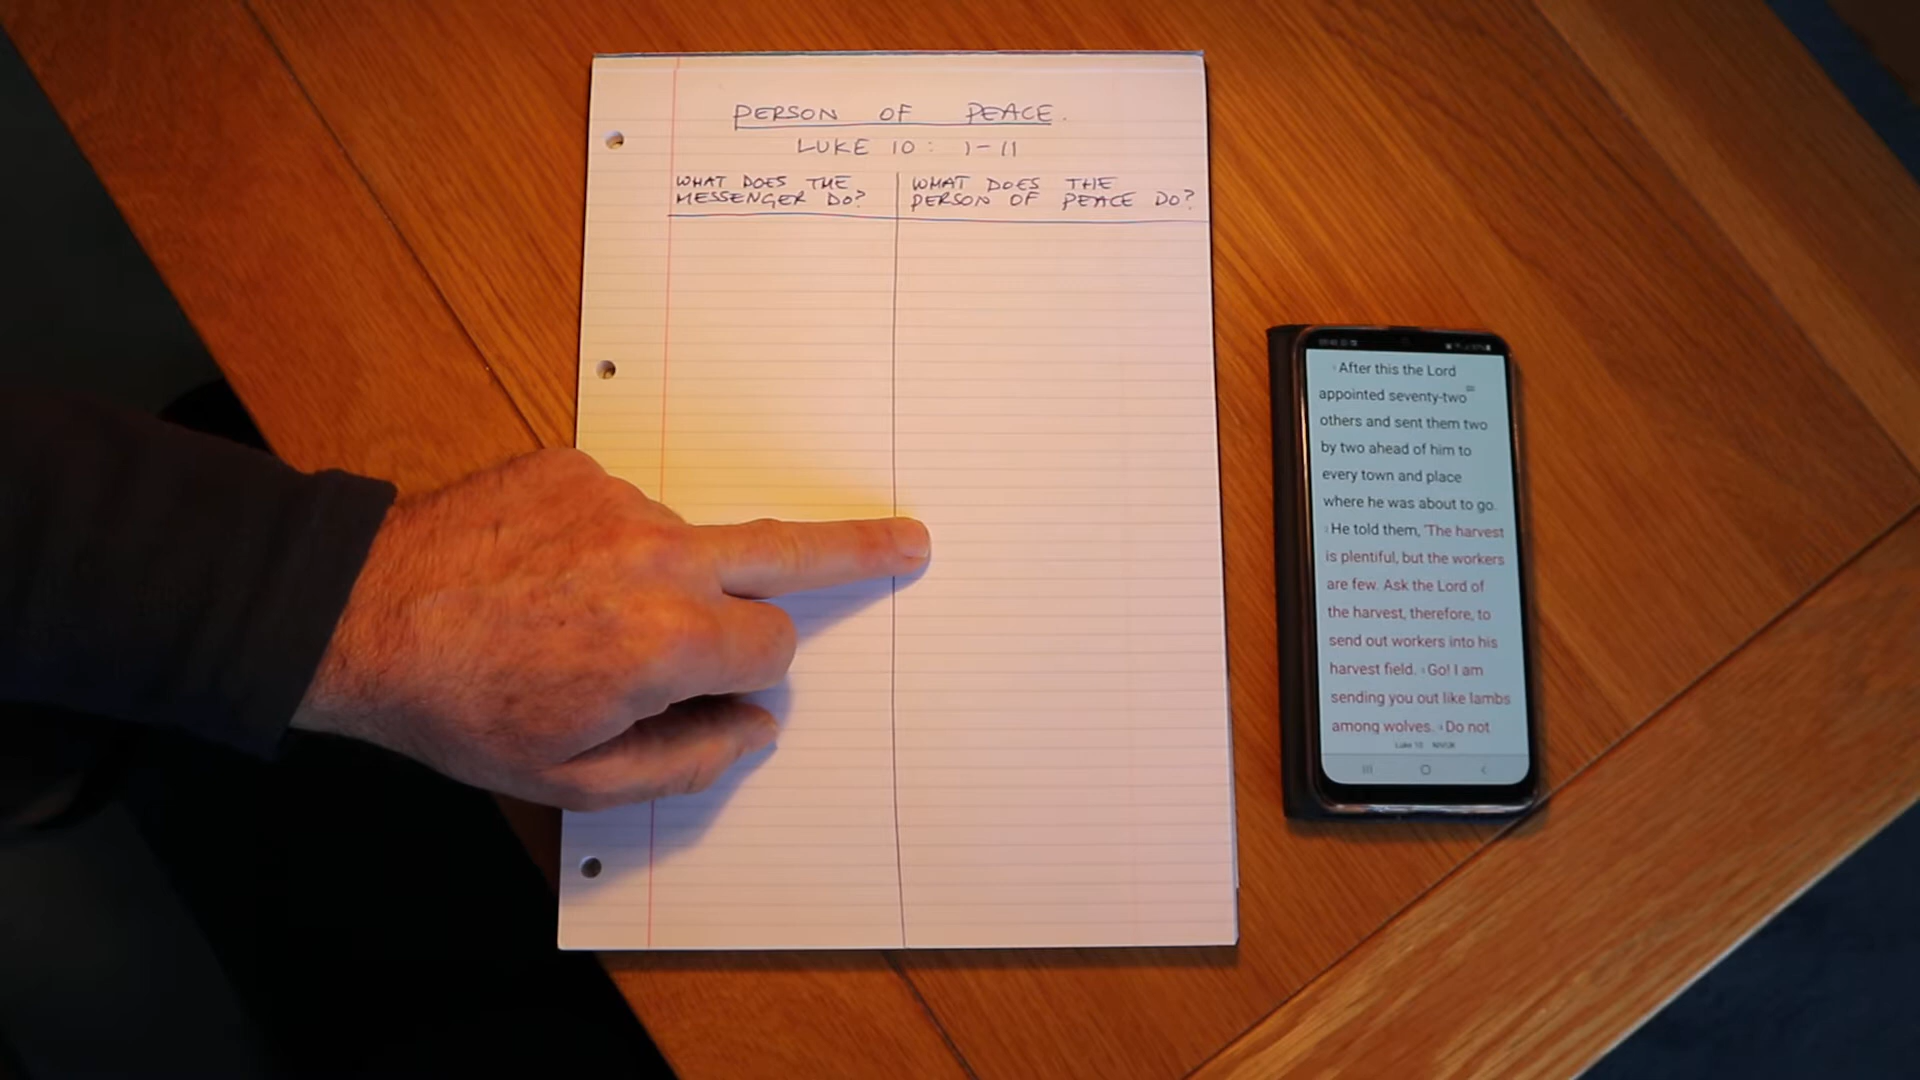 PERSON OF PEACE.
LUKE 10: 1-11
WHAT DOES THE
MESSENGER DO?
WHAT DOES THE
PERSON OF PEACE DO?
After this the Lord
appointed seventy-two
others and sent them two
by two ahead of him to
every town and place
where he was about to go.
He told them, 'The harvest
is plentiful, but the workers
are few. Ask the Lord of
the harvest, therefore, to
send out workers into his
harvest field. Go! I am
sending you out like lambs
among wolves. Do not
Luke 10 NIVUK